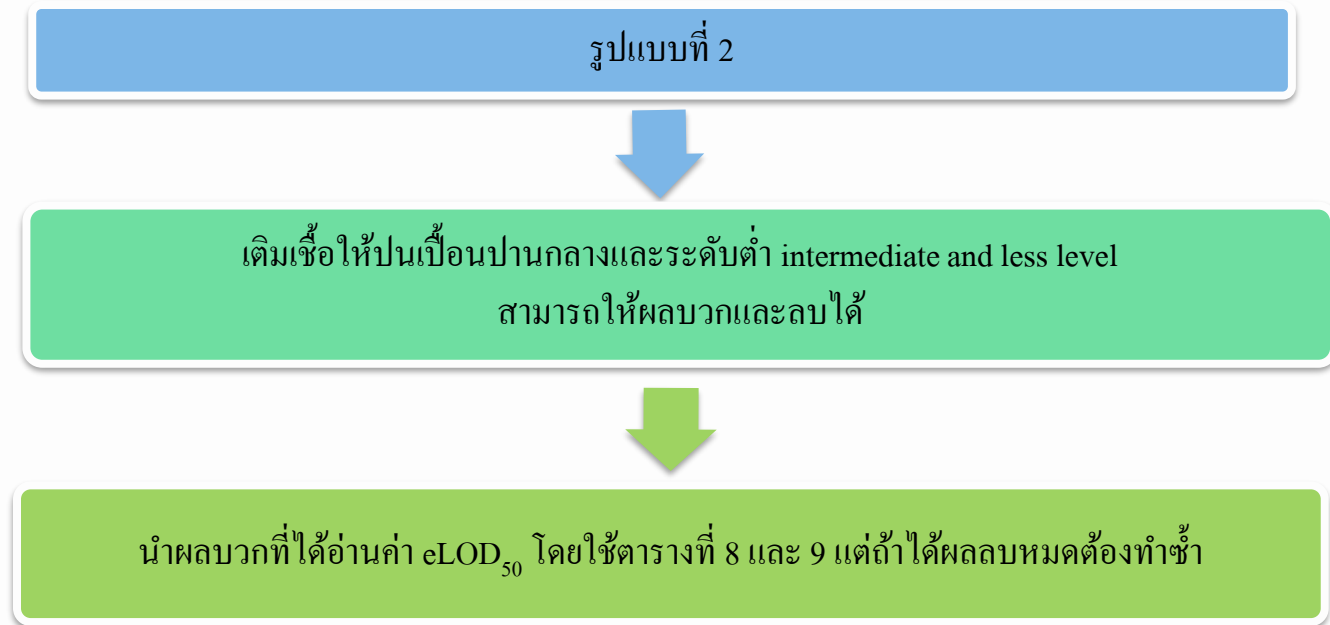 รูปแบบที่ 2
เติมเชื้อให้ปนเปื้อนปานกลางและระดับต่ำ intermediate and less level
สามารถให้ผลบวกและลบได้
นำผลบวกที่ได้อ่านค่า eLOD₅₀ โดยใช้ตารางที่ 8 และ 9 แต่ถ้าได้ผลลบหมดต้องทำซ้ำ